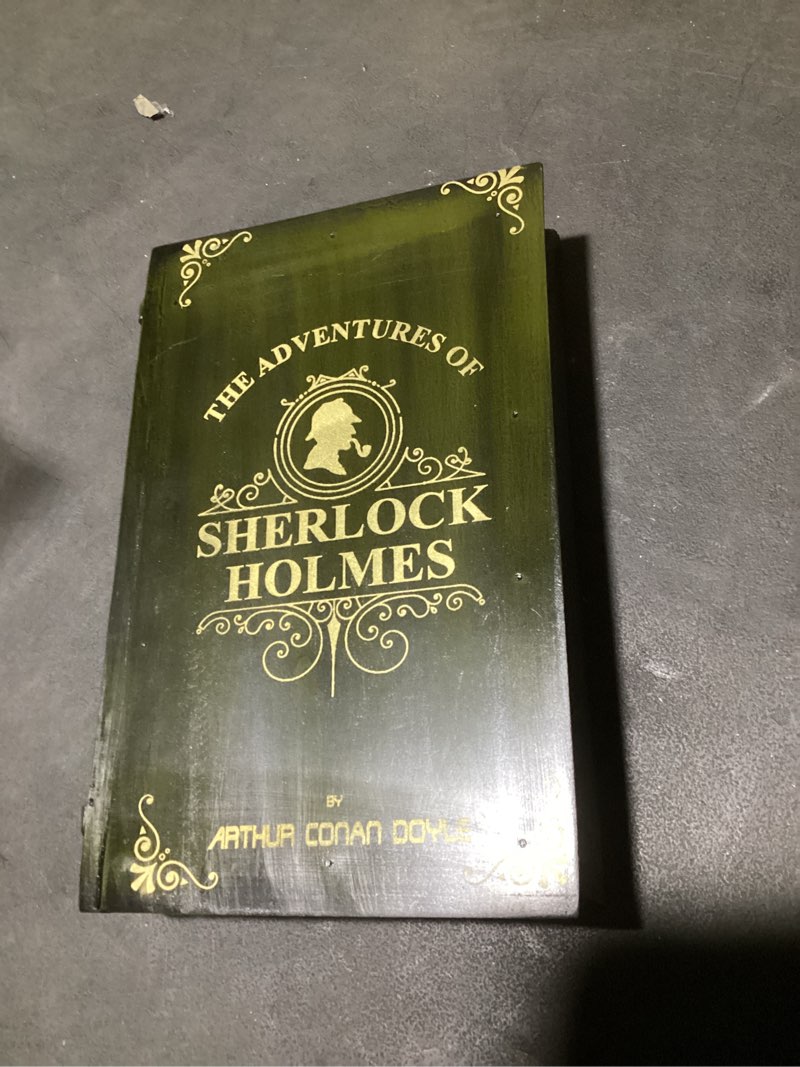 THE ADVENTURES OF
SHERLOCK
HOLMES
BY
ARTHUR CONAN DOYLE